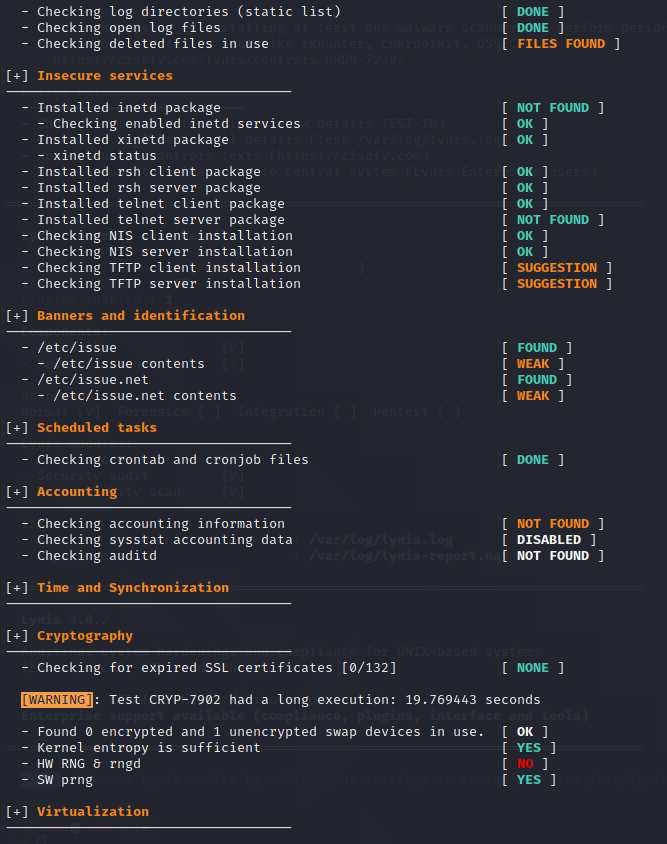 - Checking log directories (static list) [ DONE ]
- Checking open log files [ DONE ]
- Checking deleted files in use [ FILES FOUND ]
[+] Insecure services
- Installed inetd package [ NOT FOUND ]
- Checking enabled inetd services [ OK ]
- Installed xinetd package [ OK ]
- xinetd status
- Installed rsh client package [ OK ]
- Installed rsh server package [ OK ]
- Installed telnet client package [ OK ]
- Installed telnet server package [ NOT FOUND ]
- Checking NIS client installation [ OK ]
- Checking NIS server installation [ OK ]
- Checking TFTP client installation [ SUGGESTION ]
- Checking TFTP server installation [ SUGGESTION ]
[+] Banners and identification
- /etc/issue [ FOUND ]
- /etc/issue contents [ WEAK ]
- /etc/issue.net [ FOUND ]
- /etc/issue.net contents [ WEAK ]
[+] Scheduled tasks
- Checking crontab and cronjob files [ DONE ]
[+] Accounting
- Checking accounting information [ NOT FOUND ]
- Checking sysstat accounting data [ DISABLED ]
- Checking auditd [ NOT FOUND ]
[+] Time and Synchronization
[+] Cryptography
- Checking for expired SSL certificates [0/132] [ NONE ]
[WARNING]: Test CRYP-7902 had a long execution: 19.769443 seconds
- Found 0 encrypted and 1 unencrypted swap devices in use. [ OK ]
- Kernel entropy is sufficient [ YES ]
- HW RNG & rngd [ NO ]
- SW prng [ YES ]
[+] Virtualization